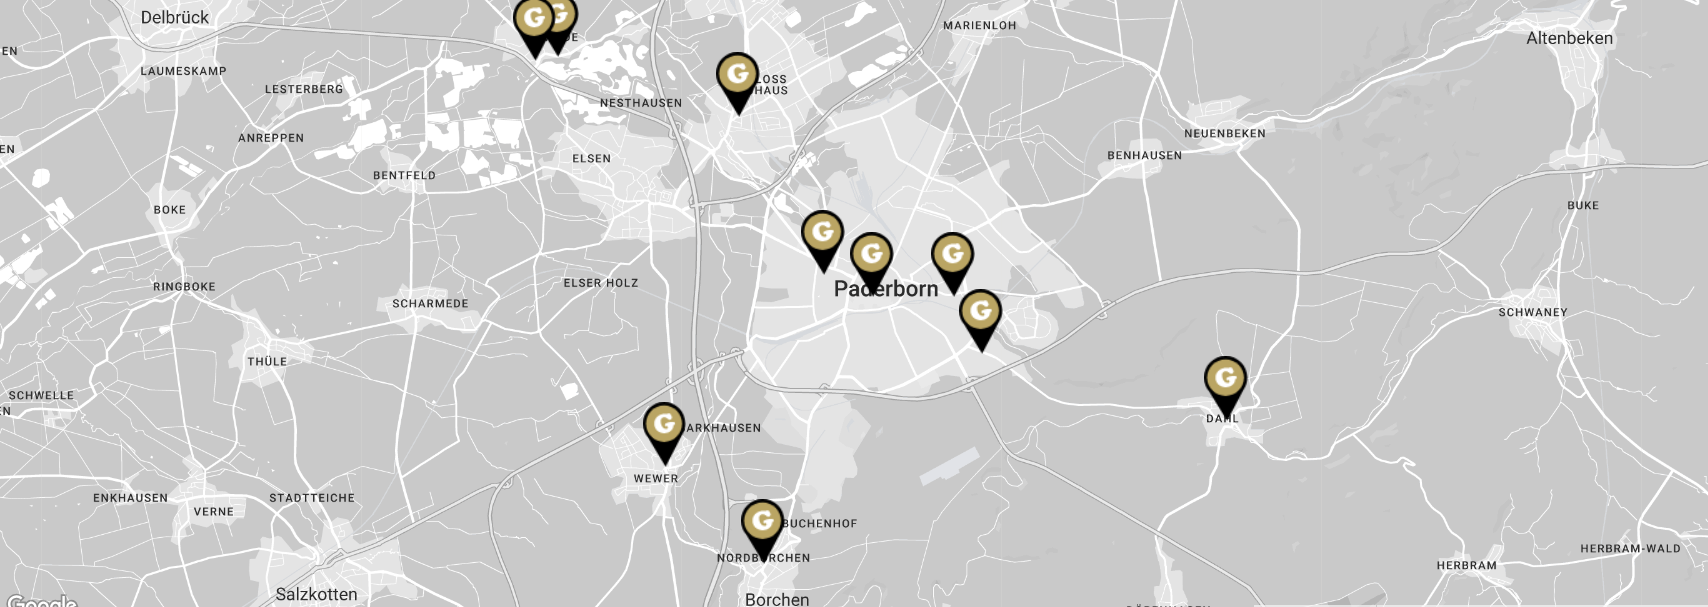 Delbrück
G
G
DE
MARIENLOH
Altenbeken
EN
LAUMESKAMP
G
LOSS
HAUS
LESTERBERG
NESTHAUSEN
ANREPPEN
NEUENBEKEN
EN
ELSEN
BENHAUSEN
BENTFELD
BOKE
BUKE
G
G
G
ELSER HOLZ
RINGBOKE
Paderborn
SCHARMEDE
G
SCHWANEY
THÜLE
G
SCHWELLE
EN
DAHL
G
ARKHAUSEN
WEWER
ENKHAUSEN
STADTTEICHE
VERNE
G
BUCHENHOF
HERBRAM-WALD
NORDBORCHEN
HERBRAM
Salzkotten
Borchen
Google